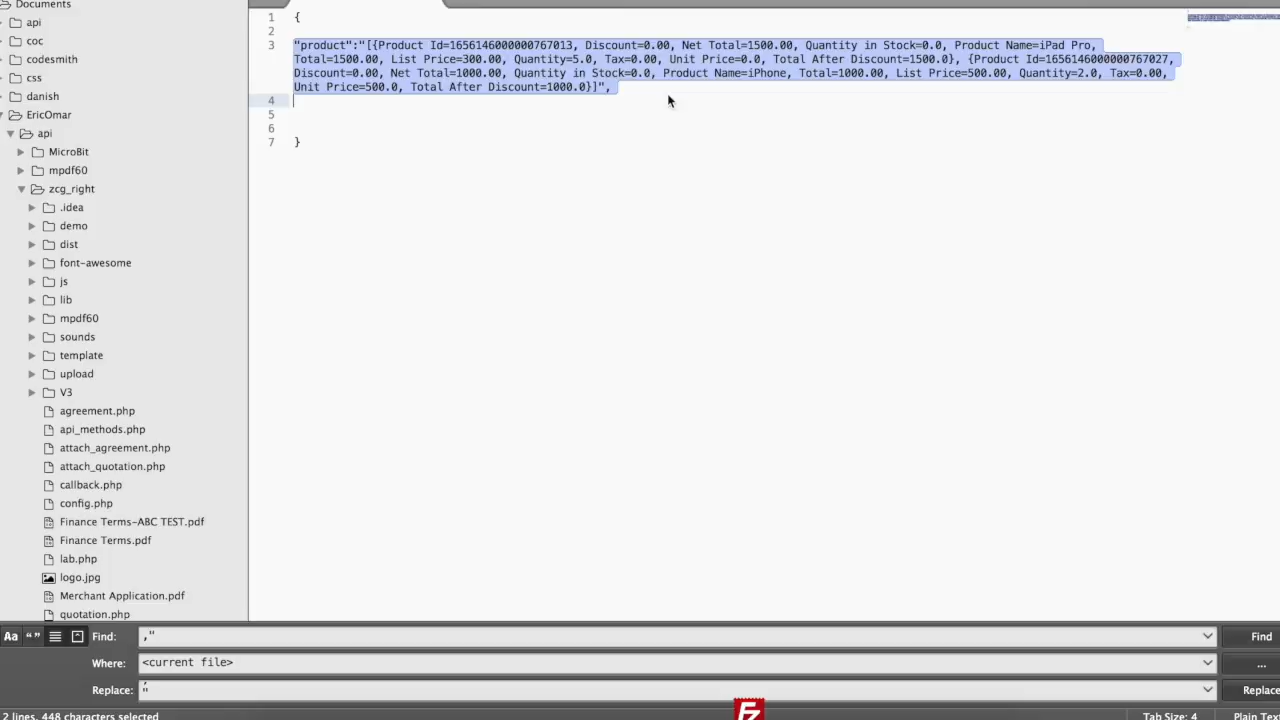 Documents
api
coc
codesmith
css
danish
EricOmar
api
MicroBit
mpdf60
zcg_right
.idea
demo
dist
font-awesome
js
lib
mpdf60
sounds
template
upload
V3
agreement.php
api_methods.php
attach_agreement.php
attach_quotation.php
callback.php
config.php
Finance Terms-ABC TEST.pdf
Finance Terms.pdf
lab.php
logo.jpg
Merchant Application.pdf
quotation.php
1 {
2
3 "product":"[{Product Id=1656146000000767013, Discount=0.00, Net Total=1500.00, Quantity in Stock=0.0, Product Name=iPad Pro,
Total=1500.00, List Price=300.00, Quantity=5.0, Tax=0.00, Unit Price=0.0, Total After Discount=1500.0}, {Product Id=1656146000000767027,
Discount=0.00, Net Total=1000.00, Quantity in Stock=0.0, Product Name=iPhone, Total=1000.00, List Price=500.00, Quantity=2.0, Tax=0.00,
Unit Price=500.0, Total After Discount=1000.0}]",
4
5
6
7 }
Aa “” Find: ," Find
Where: <current file> ...
Replace: " Replace
2 lines, 448 characters selected Tab Size: 4 Plain Tex
Fz